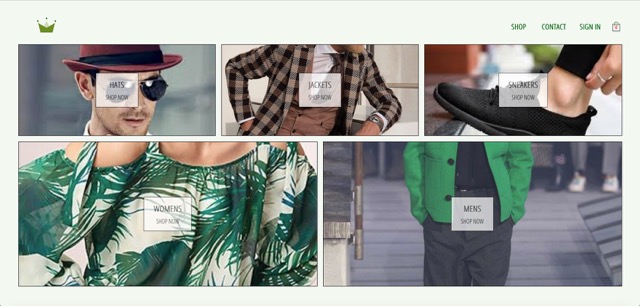 SHOP CONTACT SIGN IN
HATS
SHOP NOW
JACKETS
SHOP NOW
SNEAKERS
SHOP NOW
WOMENS
SHOP NOW
MENS
SHOP NOW